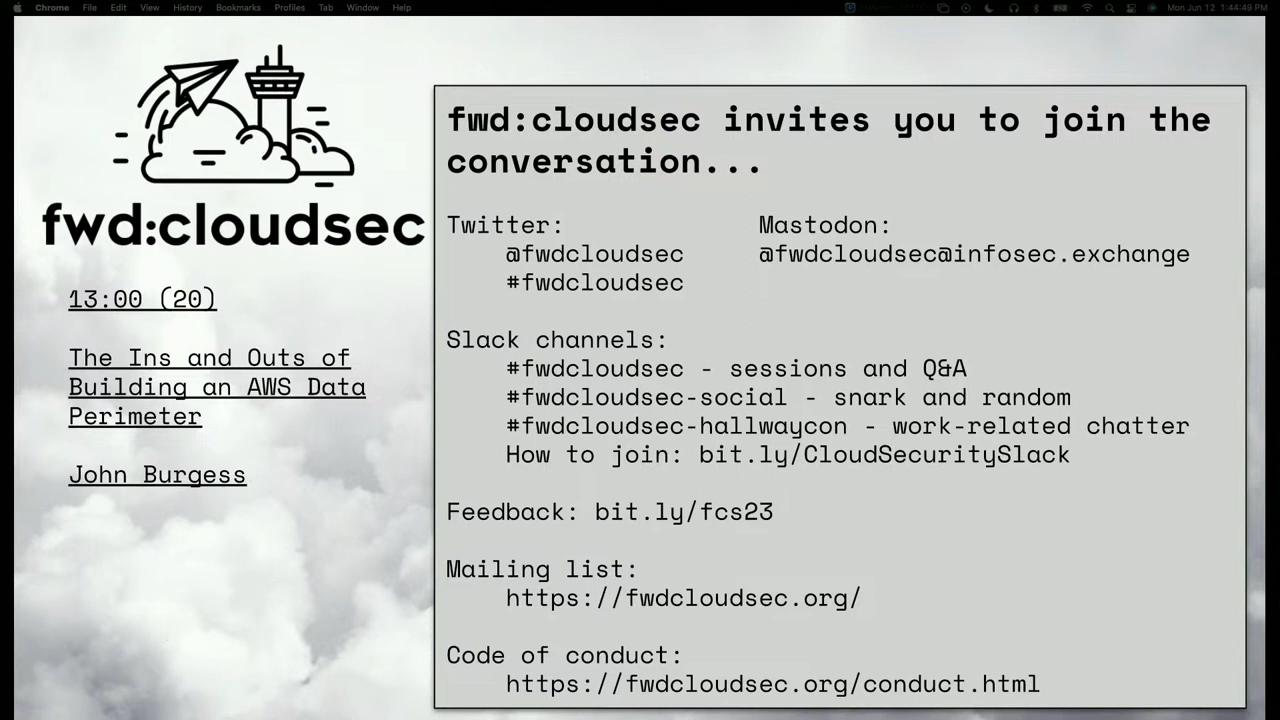 Chrome File Edit View History Bookmarks Profiles Tab Window Help
Mon Jun 12 1:44:49 PM
fwd:cloudsec
13:00 (20)
The Ins and Outs of
Building an AWS Data
Perimeter
John Burgess
fwd:cloudsec invites you to join the
conversation...
Twitter: Mastodon:
@fwdcloudsec @fwdcloudsec@infosec.exchange
#fwdcloudsec
Slack channels:
#fwdcloudsec - sessions and Q&A
#fwdcloudsec-social - snark and random
#fwdcloudsec-hallwaycon - work-related chatter
How to join: bit.ly/CloudSecuritySlack
Feedback: bit.ly/fcs23
Mailing list:
https://fwdcloudsec.org/
Code of conduct:
https://fwdcloudsec.org/conduct.html